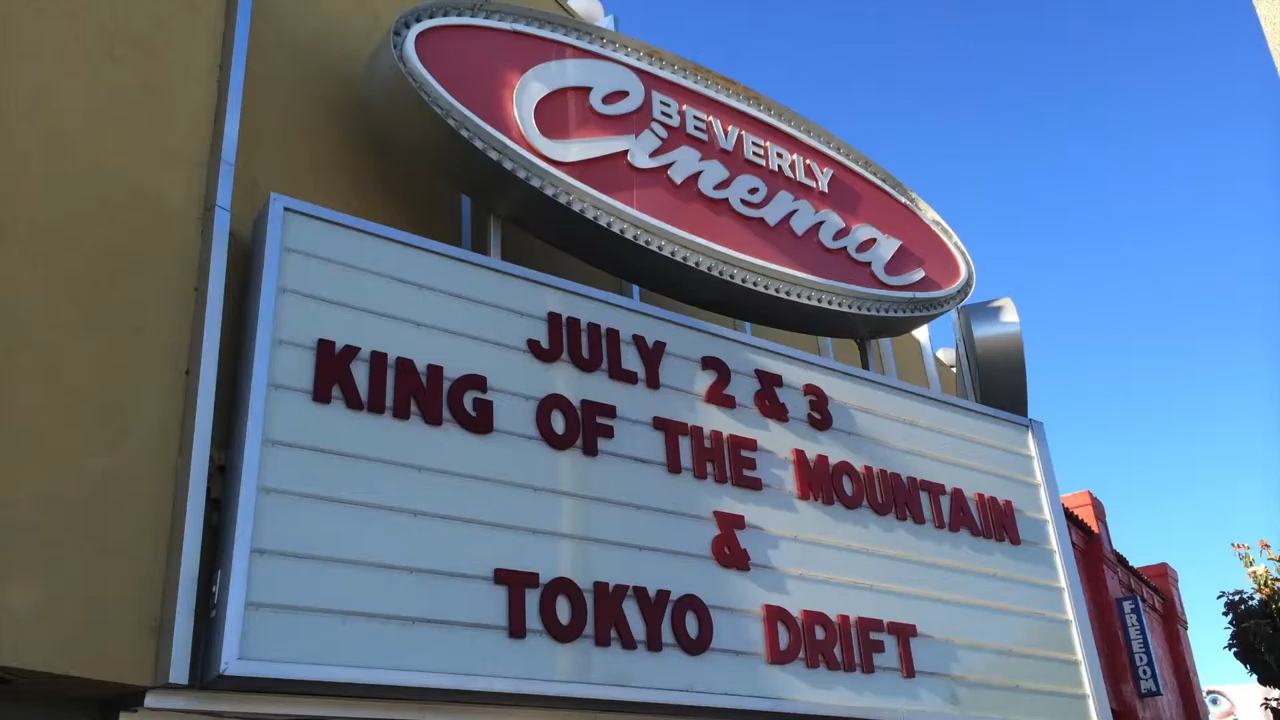 BEVERLY
Cinema
JULY 2 & 3
KING OF THE MOUNTAIN
&
TOKYO DRIFT
FREEDOM